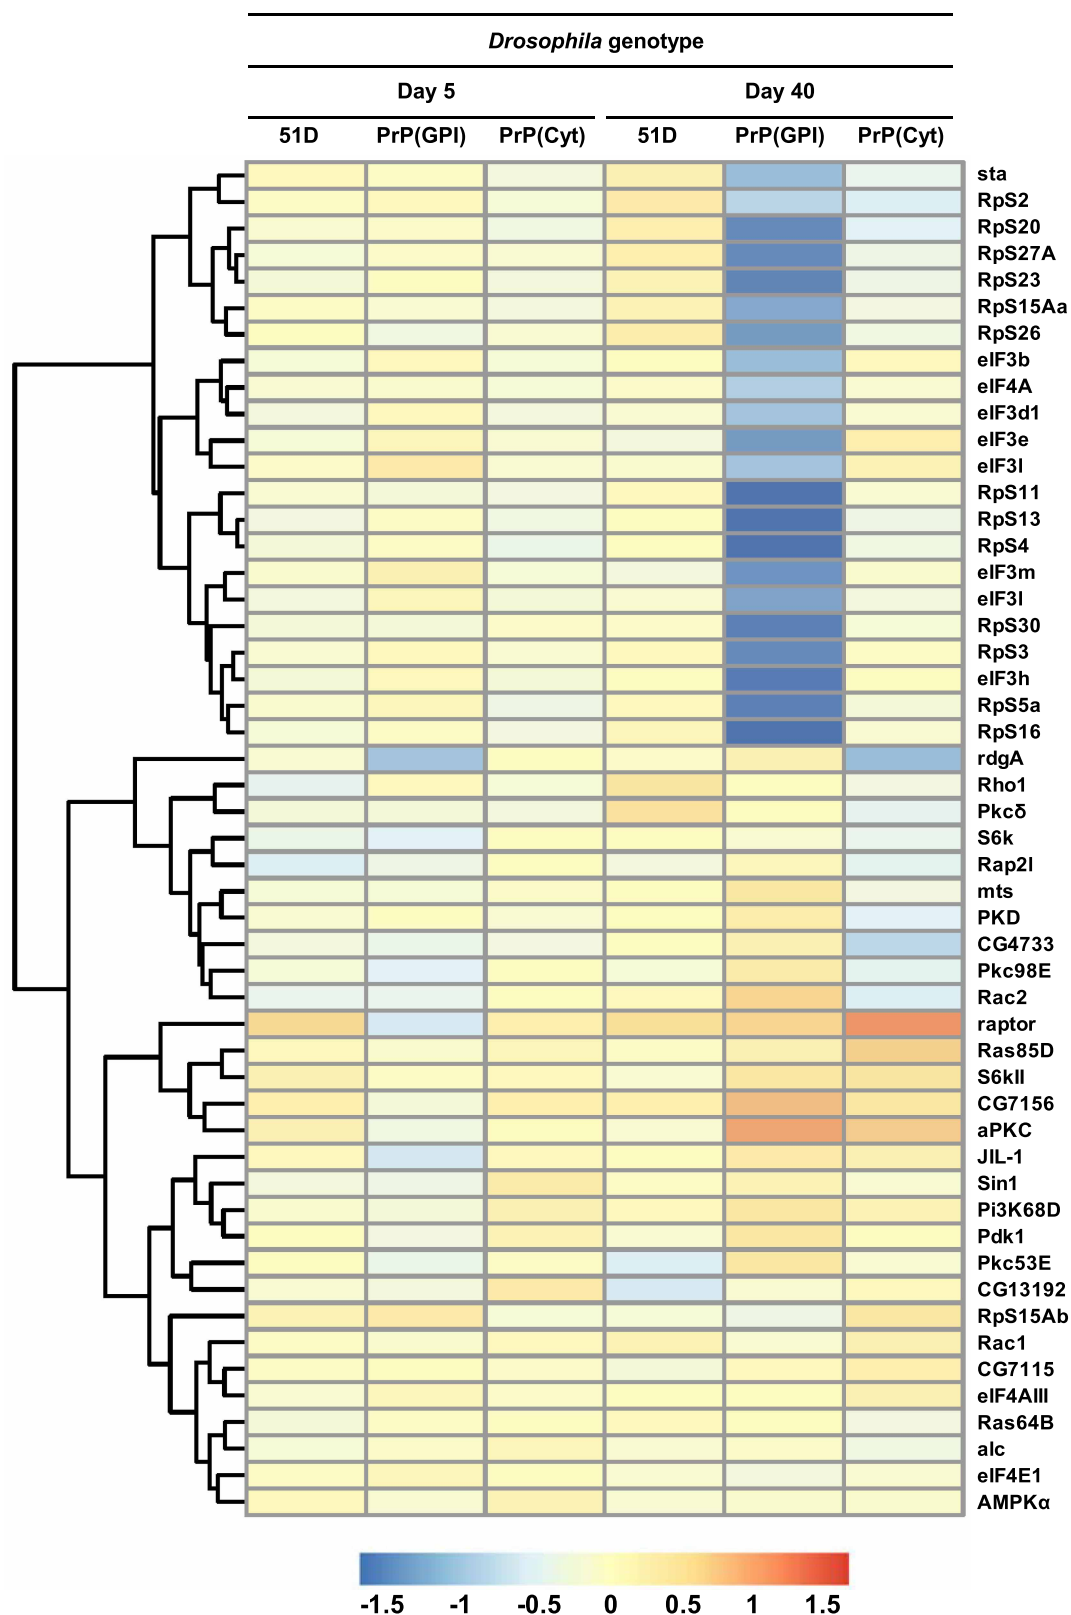 Drosophila genotype
Day 5 Day 40
51D PrP(GPI) PrP(Cyt) 51D PrP(GPI) PrP(Cyt)
sta
RpS2
RpS20
RpS27A
RpS23
RpS15Aa
RpS26
eIF3b
eIF4A
eIF3d1
eIF3e
eIF3I
RpS11
RpS13
RpS4
eIF3m
eIF3l
RpS30
RpS3
eIF3h
RpS5a
RpS16
rdgA
Rho1
Pkcδ
S6k
Rap2l
mts
PKD
CG4733
Pkc98E
Rac2
raptor
Ras85D
S6kII
CG7156
aPKC
JIL-1
Sin1
Pi3K68D
Pdk1
Pkc53E
CG13192
RpS15Ab
Rac1
CG7115
eIF4AIII
Ras64B
alc
eIF4E1
AMPKα
-1.5 -1 -0.5 0 0.5 1 1.5